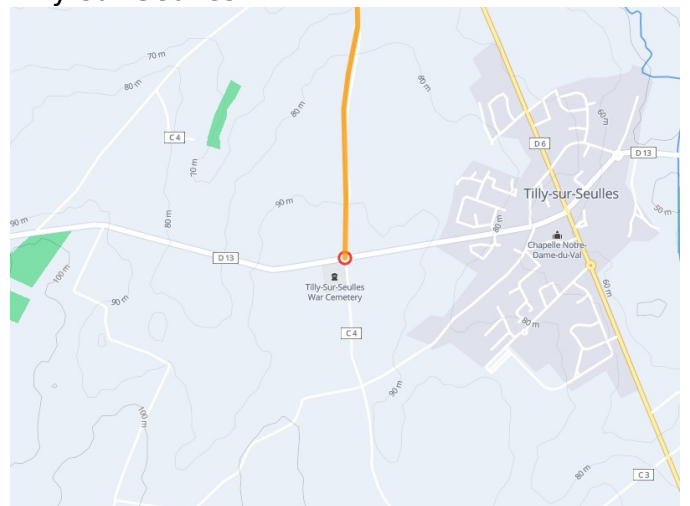 70 m
80 m
80 m
80 m
60 m
C 4
D 6
D 13
70 m
Tilly-sur-Seulles
90 m
50 m
90 m
80 m
80 m
D 13
Chapelle Notre-
Dame-du-Val
100 m
Tilly-Sur-Seulles
War Cemetery
60 m
90 m
C 4
80 m
90 m
100 m
80 m
C 3